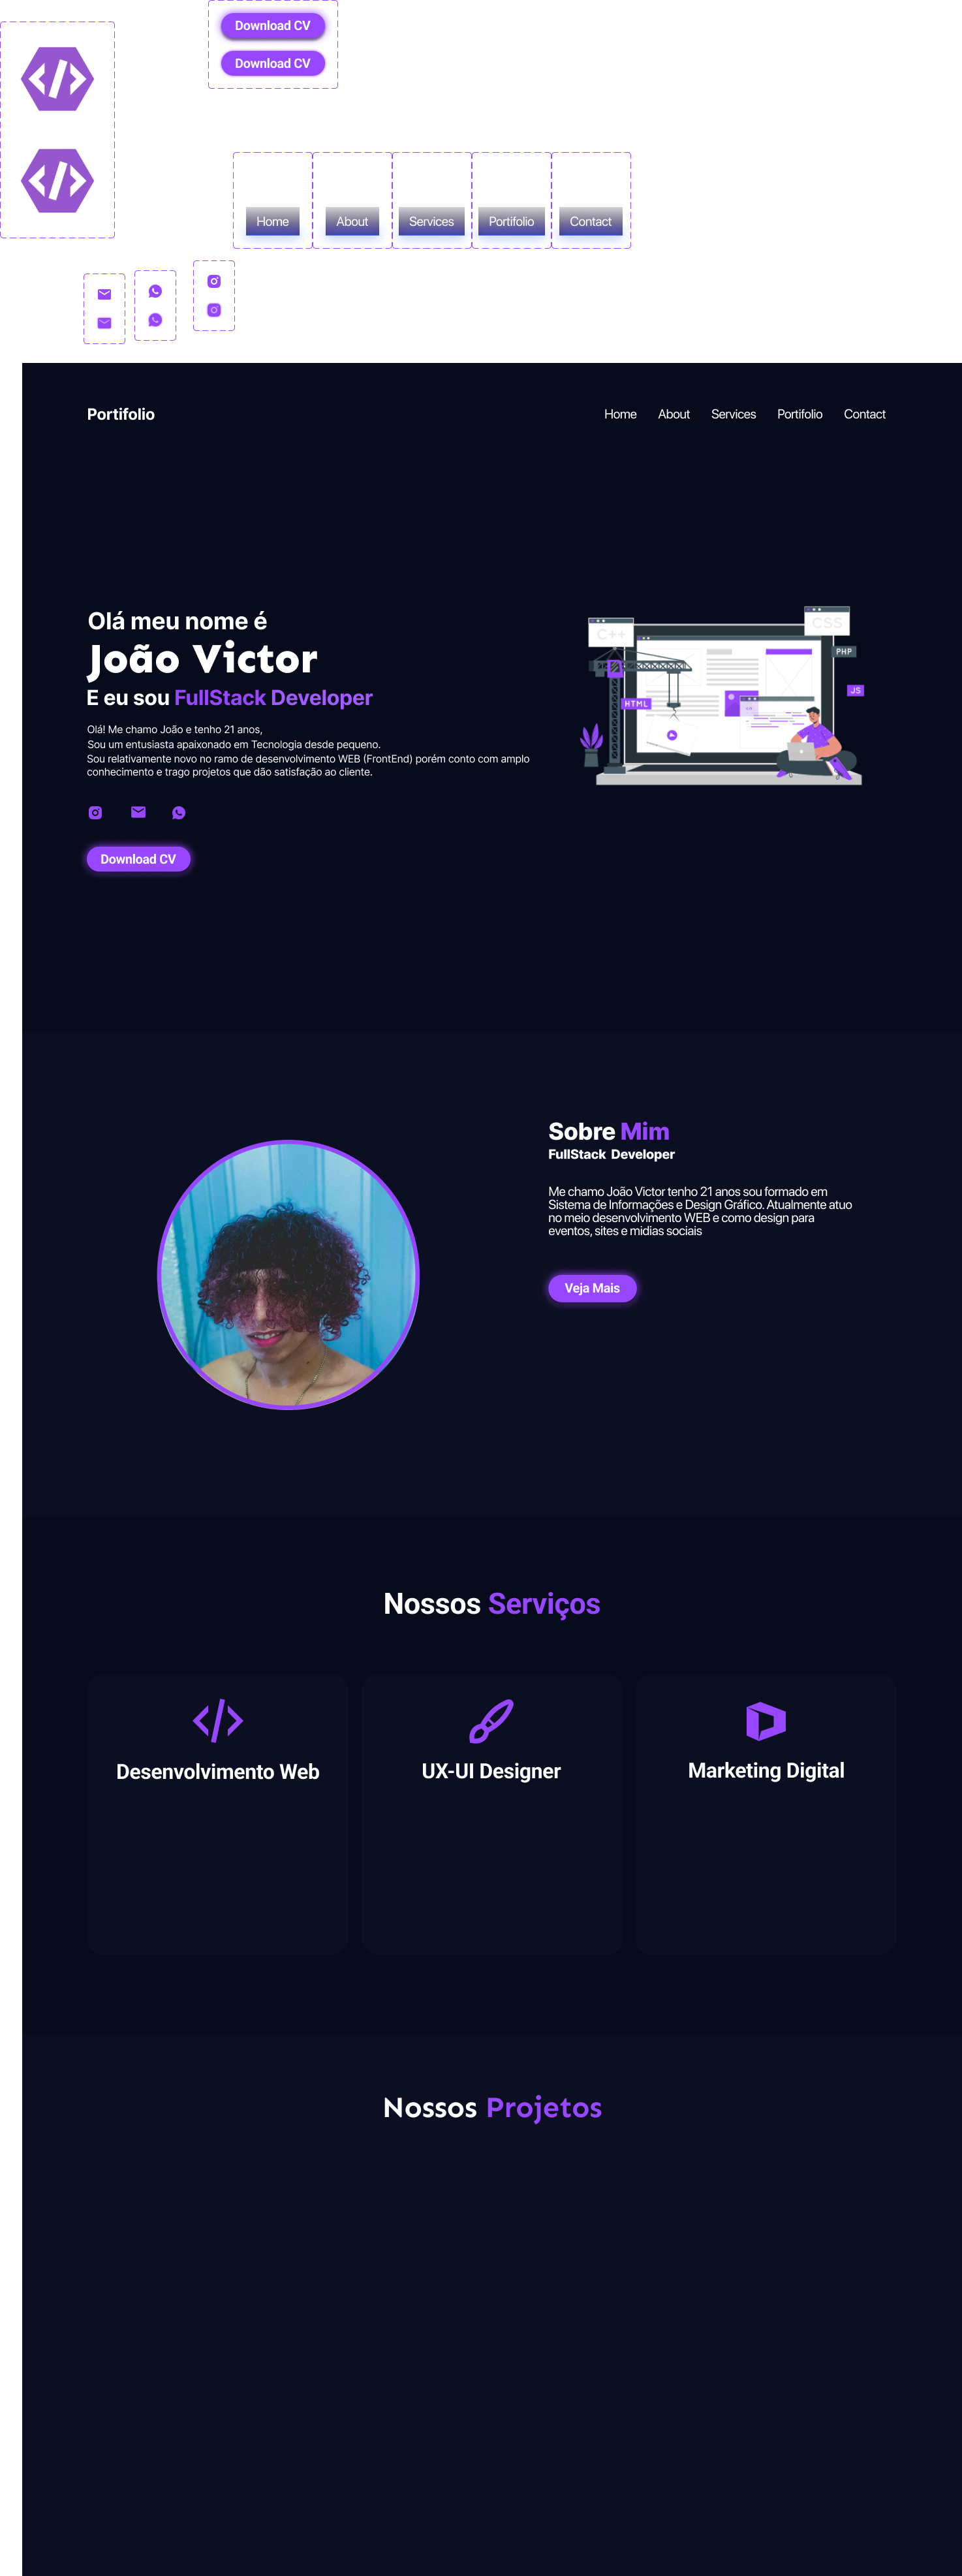 Download CV
Download CV
Home
About
Services
Portifolio
Contact
Portifolio
Home
About
Services
Portifolio
Contact
Olá meu nome é
João Victor
E eu sou FullStack Developer
Olá! Me chamo João e tenho 21 anos,
Sou um entusiasta apaixonado em Tecnologia desde pequeno.
Sou relativamente novo no ramo de desenvolvimento WEB (FrontEnd) porém conto com amplo
conhecimento e trago projetos que dão satisfação ao cliente.
C++
CSS
PHP
JS
HTML
Download CV
Sobre Mim
FullStack Developer
Me chamo João Victor tenho 21 anos sou formado em
Sistema de Informações e Design Gráfico. Atualmente atuo
no meio desenvolvimento WEB e como design para
eventos, sites e midias sociais
Veja Mais
Nossos Serviços
Desenvolvimento Web
UX-UI Designer
Marketing Digital
Nossos Projetos